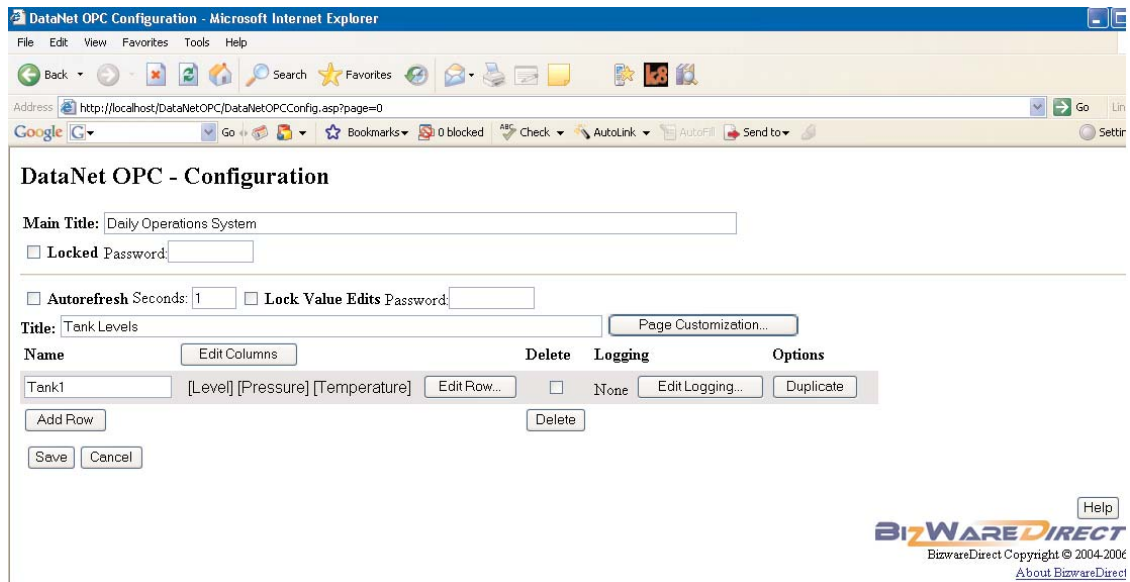 DataNet OPC Configuration - Microsoft Internet Explorer
File Edit View Favorites Tools Help
Back Search Favorites
Address http://localhost/DataNetOPC/DataNetOPCConfig.asp?page=0 Go Lin
Google G Go Bookmarks 0 blocked ABC Check AutoLink AutoFill Send to Settin
DataNet OPC - Configuration
Main Title: Daily Operations System
Locked Password:
Autorefresh Seconds: 1 Lock Value Edits Password:
Title: Tank Levels Page Customization...
Name Edit Columns Delete Logging Options
Tank1 [Level] [Pressure] [Temperature] Edit Row... None Edit Logging... Duplicate
Add Row Delete
Save Cancel
Help
BIZWAREDIRECT
BizwareDirect Copyright © 2004-2006
About BizwareDirect